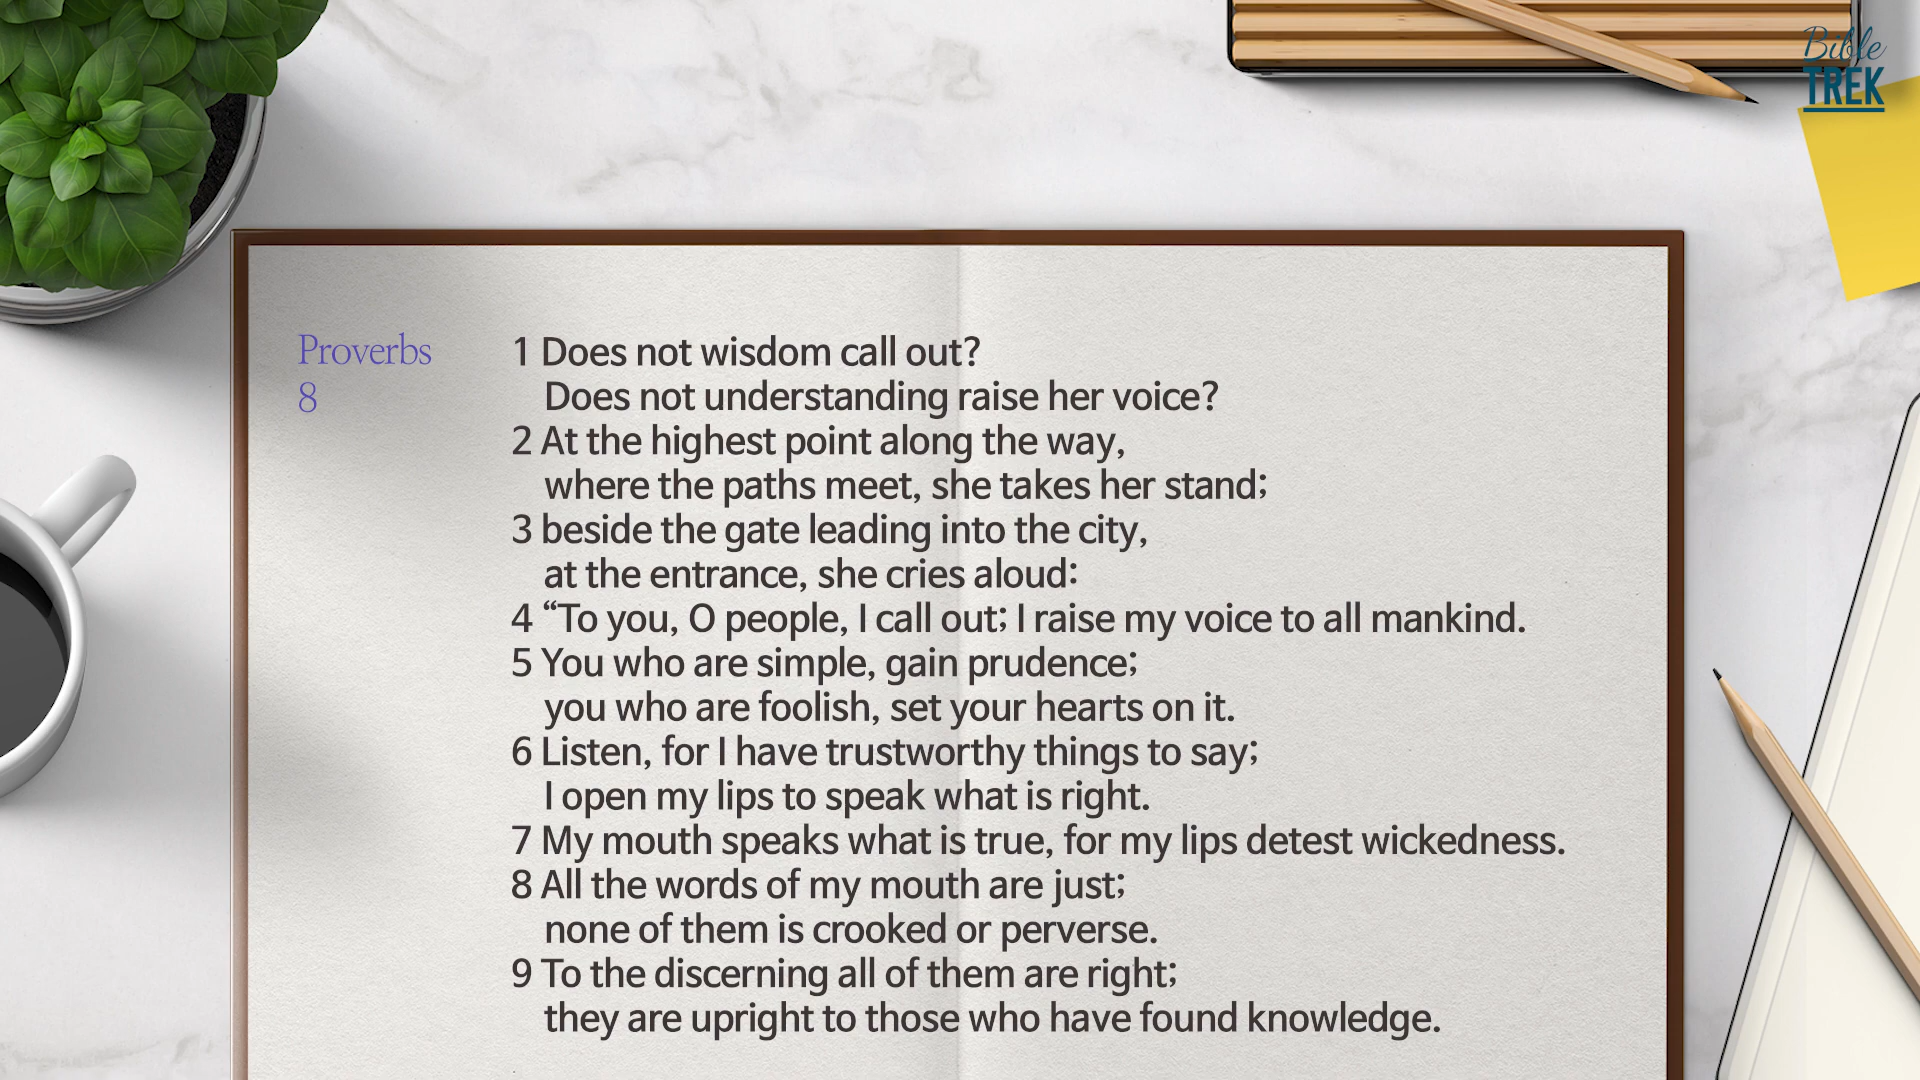 Bible
TREK
Proverbs
8
1 Does not wisdom call out?
Does not understanding raise her voice?
2 At the highest point along the way,
where the paths meet, she takes her stand;
3 beside the gate leading into the city,
at the entrance, she cries aloud:
4 “To you, O people, I call out; I raise my voice to all mankind.
5 You who are simple, gain prudence;
you who are foolish, set your hearts on it.
6 Listen, for I have trustworthy things to say;
I open my lips to speak what is right.
7 My mouth speaks what is true, for my lips detest wickedness.
8 All the words of my mouth are just;
none of them is crooked or perverse.
9 To the discerning all of them are right;
they are upright to those who have found knowledge.